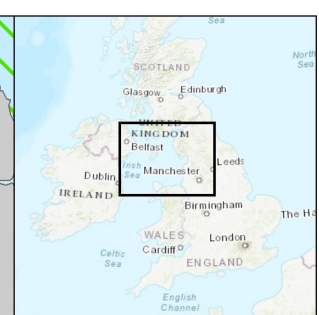 Sea
North
Sea
SCOTLAND
Glasgow
Edinburgh
UNITED
KINGDOM
Belfast
Irish
Sea
Leeds
Manchester
Dublin
IRELAND
Birmingham
The Ha
WALES
London
Cardiff
Celtic
Sea
ENGLAND
English
Channel